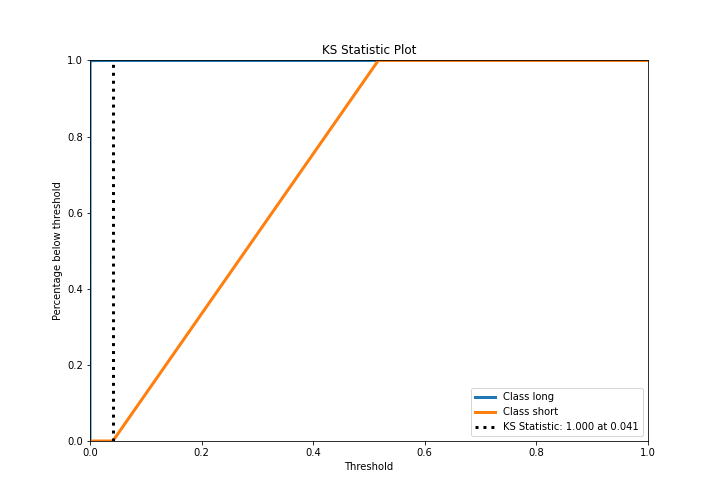 KS Statistic Plot
Percentage below threshold
1.0
0.8
0.6
0.4
0.2
0.0
0.0 0.2 0.4 0.6 0.8 1.0
Threshold
Class long
Class short
KS Statistic: 1.000 at 0.041